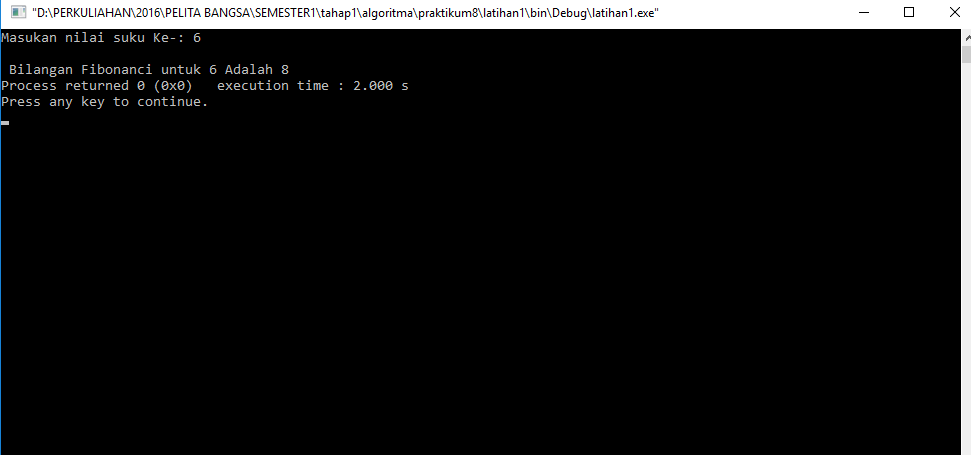 "D:\PERKULIAHAN\2016\PELITA BANGSA\SEMESTER1\tahap1\algoritma\praktikum8\latihan1\bin\Debug\latihan1.exe"
Masukan nilai suku Ke-: 6
Bilangan Fibonanci untuk 6 Adalah 8
Process returned 0 (0x0)   execution time : 2.000 s
Press any key to continue.